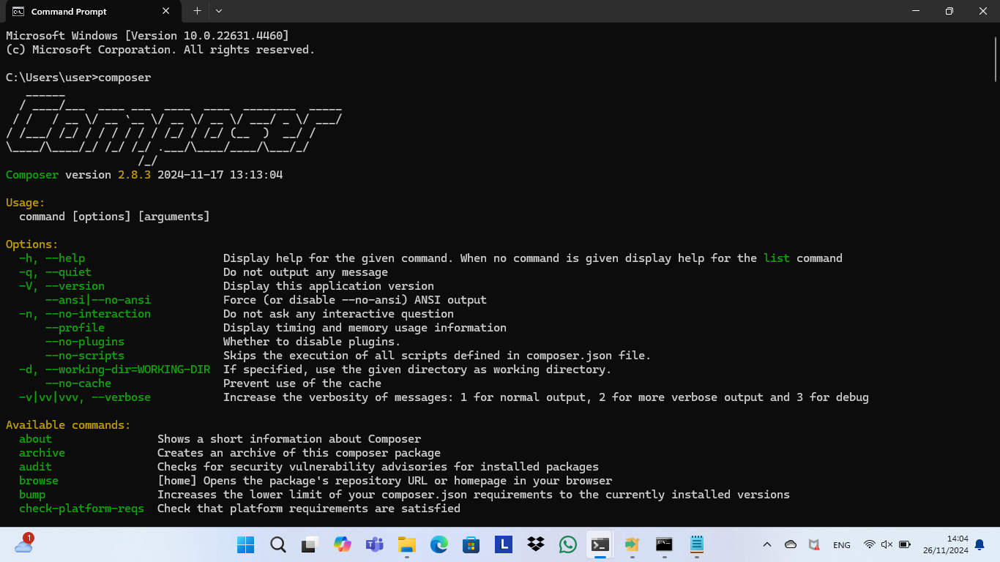 Command Prompt
Microsoft Windows [Version 10.0.22631.4460]
(c) Microsoft Corporation. All rights reserved.
C:\Users\user>composer
   ______
  / ____/___  ____ ___  ____  ____  ________  _____
 / /   / __ \/ __ `__ \/ __ \/ __ \/ ___/ _ \/ ___/
/ /___/ /_/ / / / / / / /_/ / /_/ (__  )  __/ /
\____/\____/_/ /_/ /_/ .___/\____/____/\___/_/
                    /_/
Composer version 2.8.3 2024-11-17 13:13:04
Usage:
  command [options] [arguments]
Options:
  -h, --help                     Display help for the given command. When no command is given display help for the list command
  -q, --quiet                    Do not output any message
  -V, --version                  Display this application version
      --ansi|--no-ansi           Force (or disable --no-ansi) ANSI output
  -n, --no-interaction           Do not ask any interactive question
      --profile                  Display timing and memory usage information
      --no-plugins               Whether to disable plugins.
      --no-scripts               Skips the execution of all scripts defined in composer.json file.
  -d, --working-dir=WORKING-DIR  If specified, use the given directory as working directory.
      --no-cache                 Prevent use of the cache
  -v|vv|vvv, --verbose           Increase the verbosity of messages: 1 for normal output, 2 for more verbose output and 3 for debug
Available commands:
  about                Shows a short information about Composer
  archive              Creates an archive of this composer package
  audit                Checks for security vulnerability advisories for installed packages
  browse               [home] Opens the package's repository URL or homepage in your browser
  bump                 Increases the lower limit of your composer.json requirements to the currently installed versions
  check-platform-reqs  Check that platform requirements are satisfied
1
L
ENG
14:04
26/11/2024